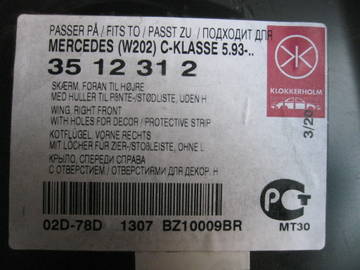 PASSER PÅ / FITS TO / PASST ZU / ПОДХОДИТ ДЛЯ
MERCEDES (W202) C-KLASSE 5.93-..
35 12 31 2
KLOKKERHOLM
SKÆRM, FORAN TIL HØJRE
MED HULLER TIL PYNTE-/STØDLISTE, UDEN H
WING, RIGHT FRONT
WITH HOLES FOR DECOR / PROTECTIVE STRIP
KOTFLÜGEL, VORNE RECHTS
MIT LÖCHER FÜR ZIER-/STOßLEISTE, OHNE
КРЫЛО, СПЕРЕДИ СПРАВА
С ОТВЕРСТИЕМ / ОТВЕРСТИЯМИ ДЛЯ ДЕКОР. Н
02D-78D 1307 BZ10009BR
МТ30